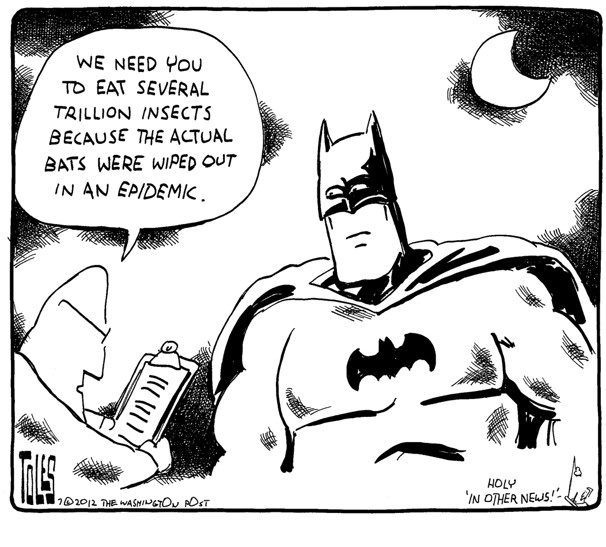 WE NEED YOU
TO EAT SEVERAL
TRILLION INSECTS
BECAUSE THE ACTUAL
BATS WERE WIPED OUT
IN AN EPIDEMIC.
TOLES
© 2012 THE WASHINGTON POST
HOLY
'IN OTHER NEWS!'